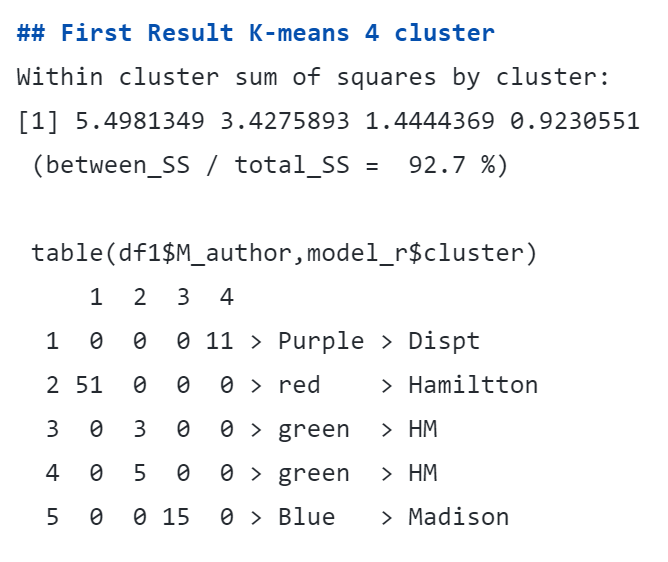 ## First Result K-means 4 cluster
Within cluster sum of squares by cluster:
[1] 5.4981349 3.4275893 1.4444369 0.9230551
(between_SS / total_SS =  92.7 %)
table(df1$M_author,model_r$cluster)
1  2  3  4
1  0  0  0 11 > Purple > Dispt
2 51  0  0  0 > red    > Hamiltton
3  0  3  0  0 > green  > HM
4  0  5  0  0 > green  > HM
5  0  0 15  0 > Blue   > Madison